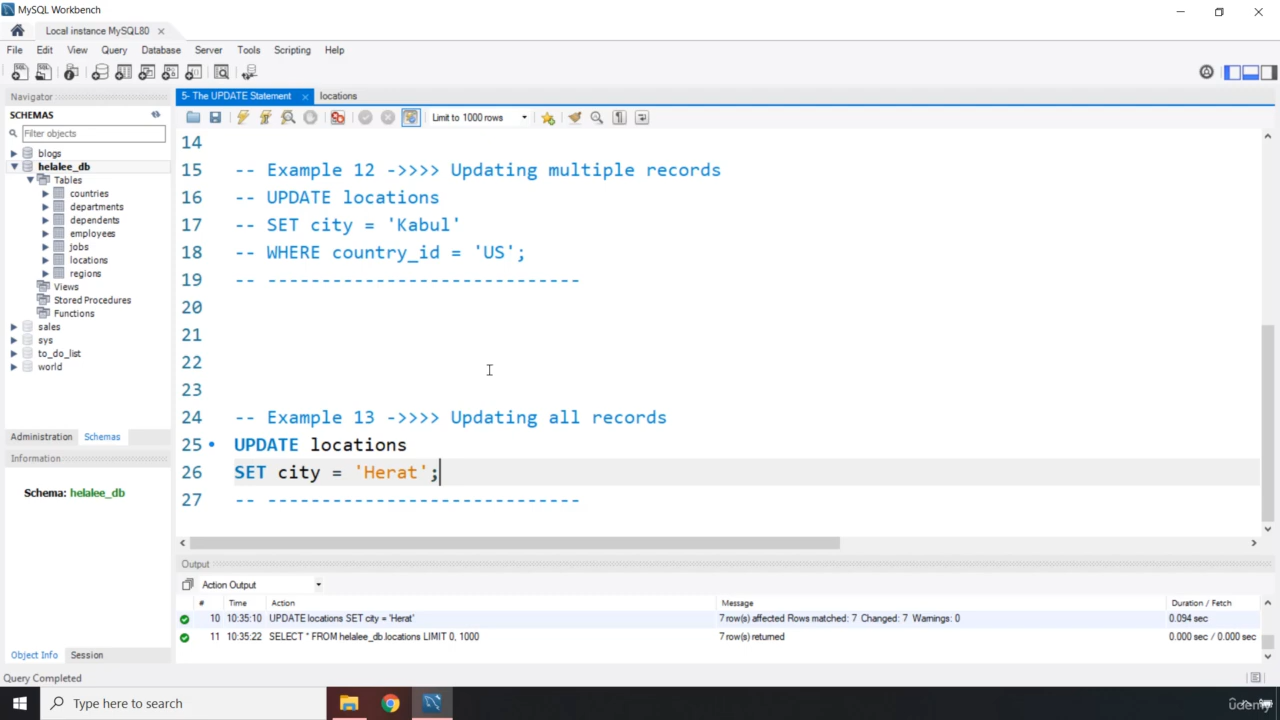 MySQL Workbench
Local instance MySQL80
File Edit View Query Database Server Tools Scripting Help
Navigator
SCHEMAS
Filter objects
blogs
helalee_db
Tables
countries
departments
dependents
employees
jobs
locations
regions
Views
Stored Procedures
Functions
sales
sys
to_do_list
world
Administration Schemas
Information
Schema: helalee_db
Object Info Session
5- The UPDATE Statement locations
Limit to 1000 rows
14
15 -- Example 12 ->>>> Updating multiple records
16 -- UPDATE locations
17 -- SET city = 'Kabul'
18 -- WHERE country_id = 'US';
19 -- -----------------------------
20
21
22
23
24 -- Example 13 ->>>> Updating all records
25 UPDATE locations
26 SET city = 'Herat';
27 -- -----------------------------
Output
Action Output
# Time Action Message Duration / Fetch
10 10:35:10 UPDATE locations SET city = 'Herat' 7 row(s) affected Rows matched: 7 Changed: 7 Warnings: 0 0.094 sec
11 10:35:22 SELECT * FROM helalee_db.locations LIMIT 0, 1000 7 row(s) returned 0.000 sec / 0.000 sec
Query Completed
Type here to search
udemy